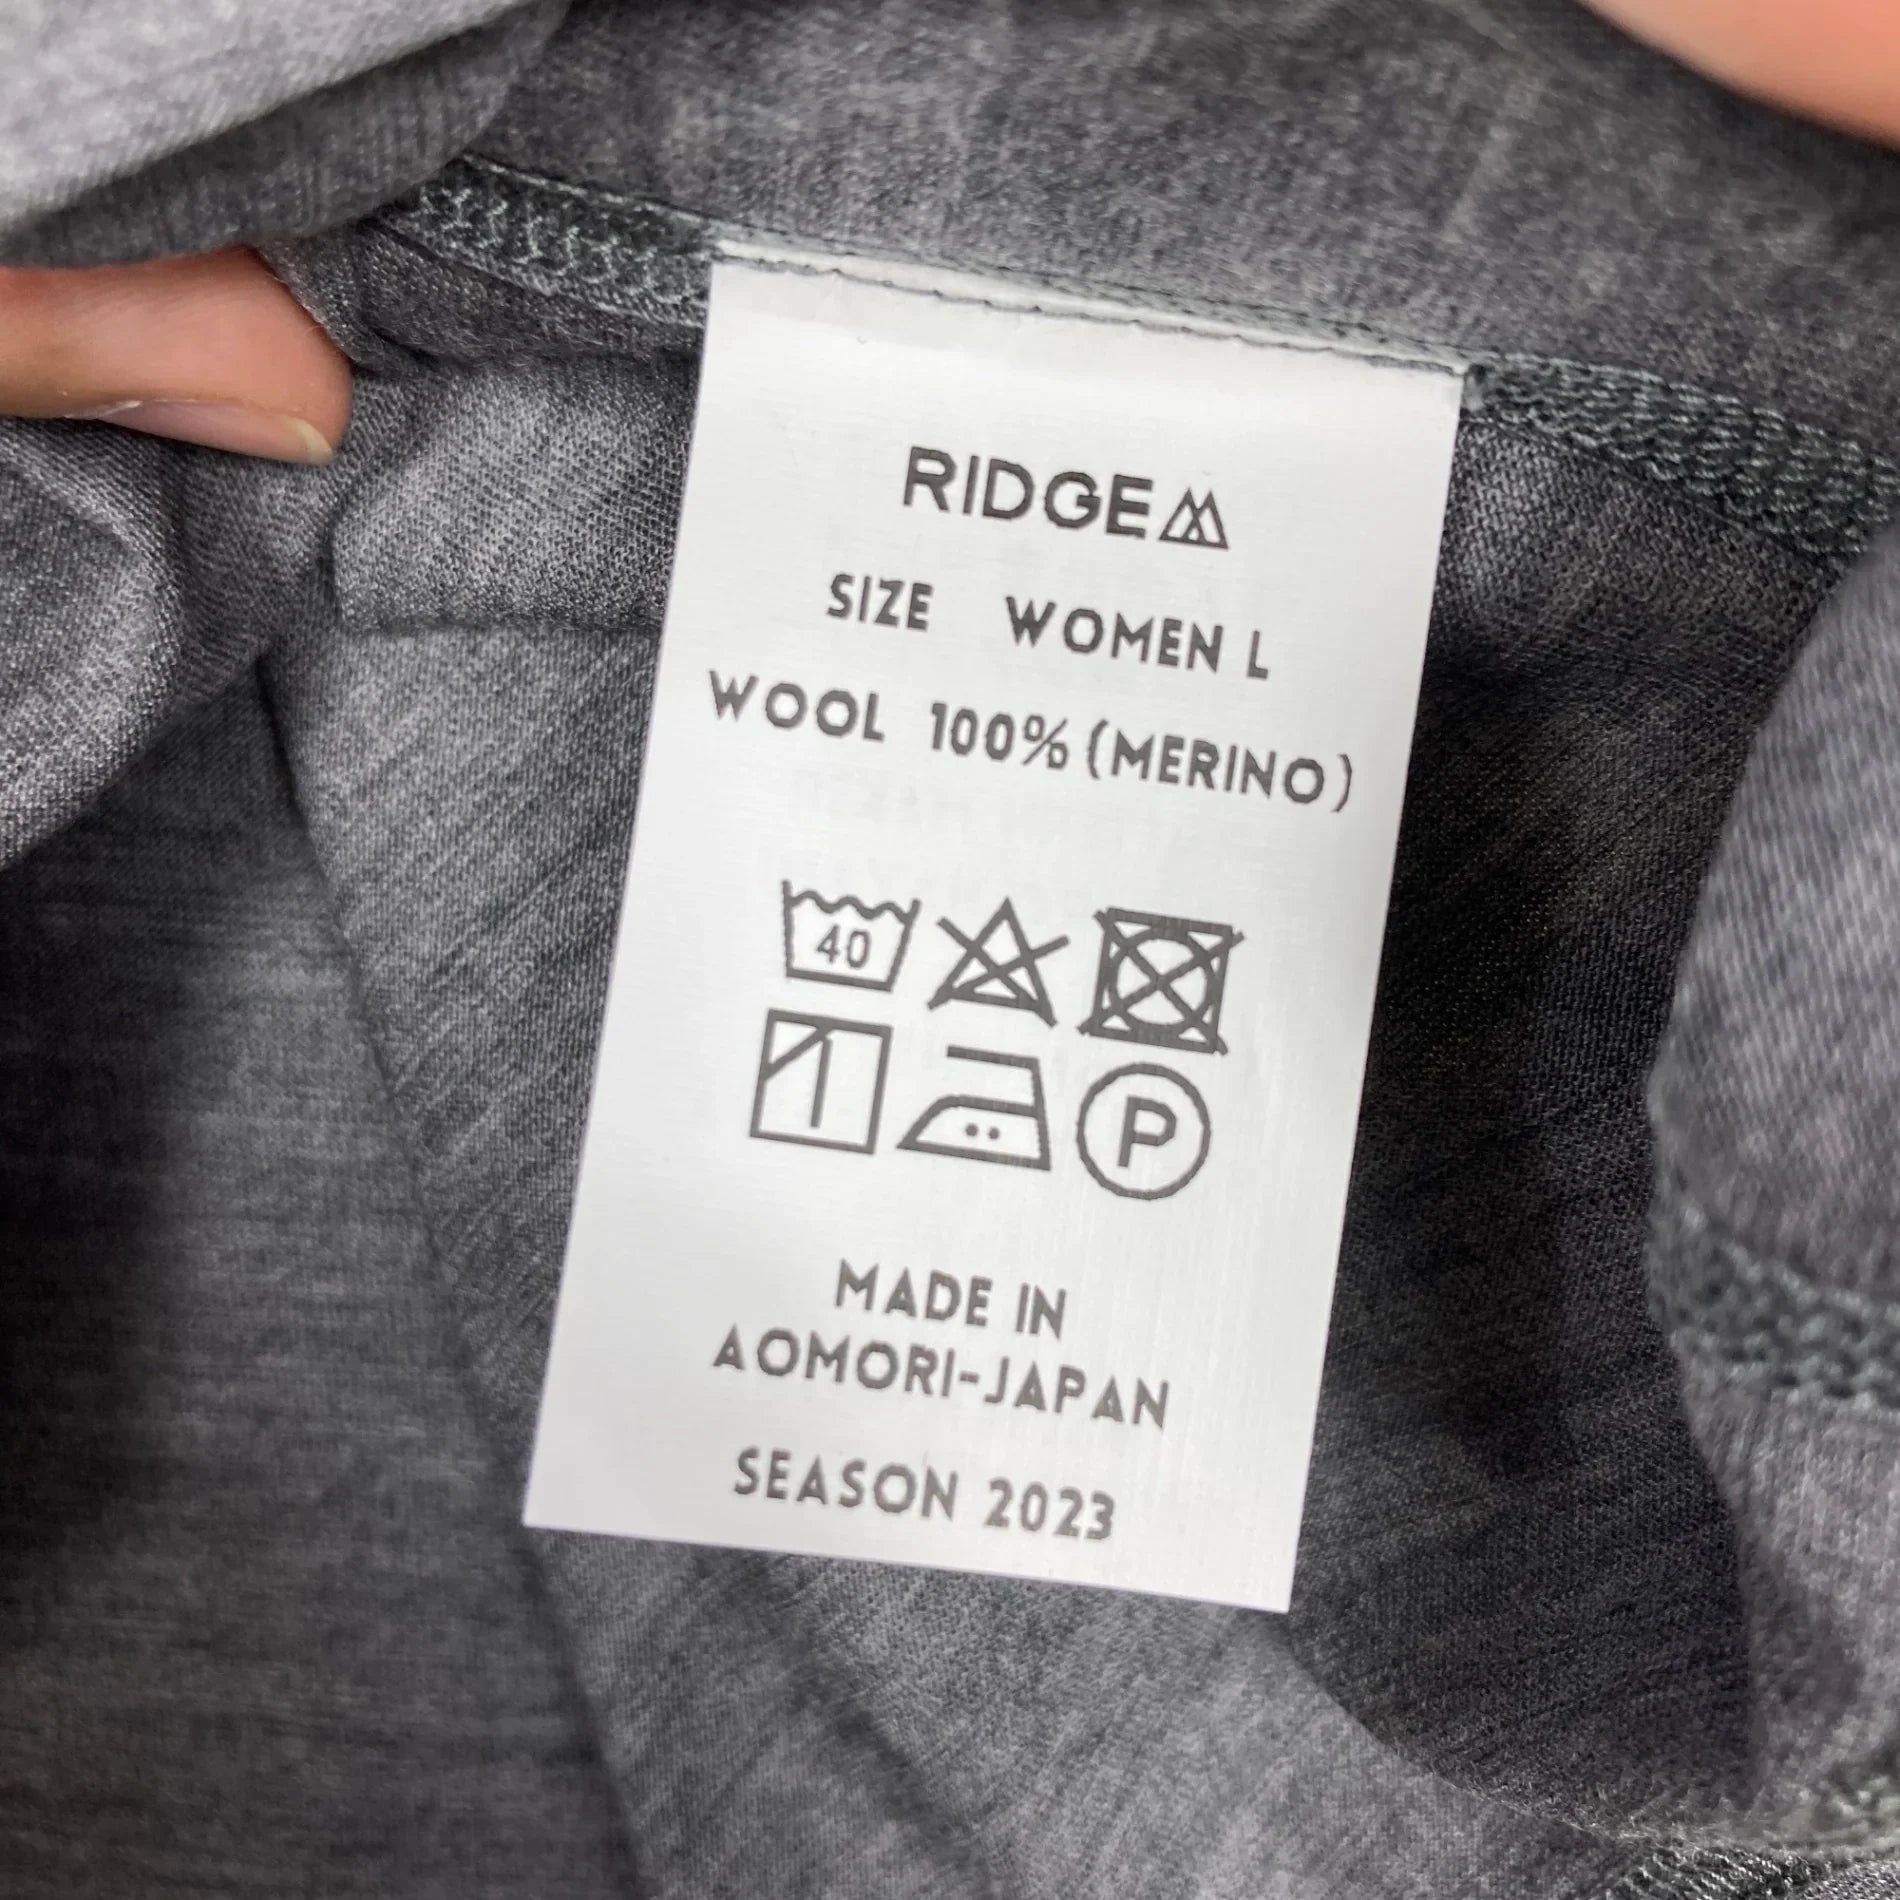 RIDGE
SIZE WOMEN L
WOOL 100% (MERINO)
40
P
MADE IN
AOMORI-JAPAN
SEASON 2023